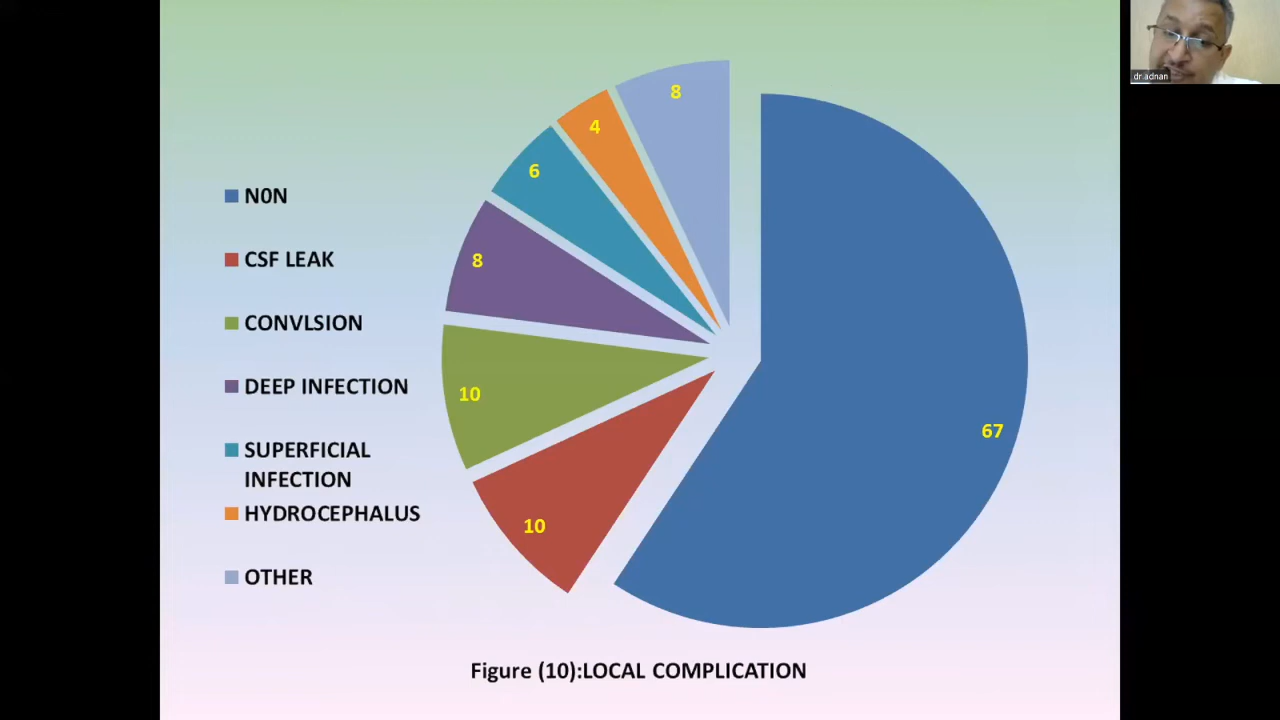 N0N
CSF LEAK
CONVLSION
DEEP INFECTION
SUPERFICIAL
INFECTION
HYDROCEPHALUS
OTHER
8
4
6
8
10
10
67
Figure (10):LOCAL COMPLICATION
dr.adnan